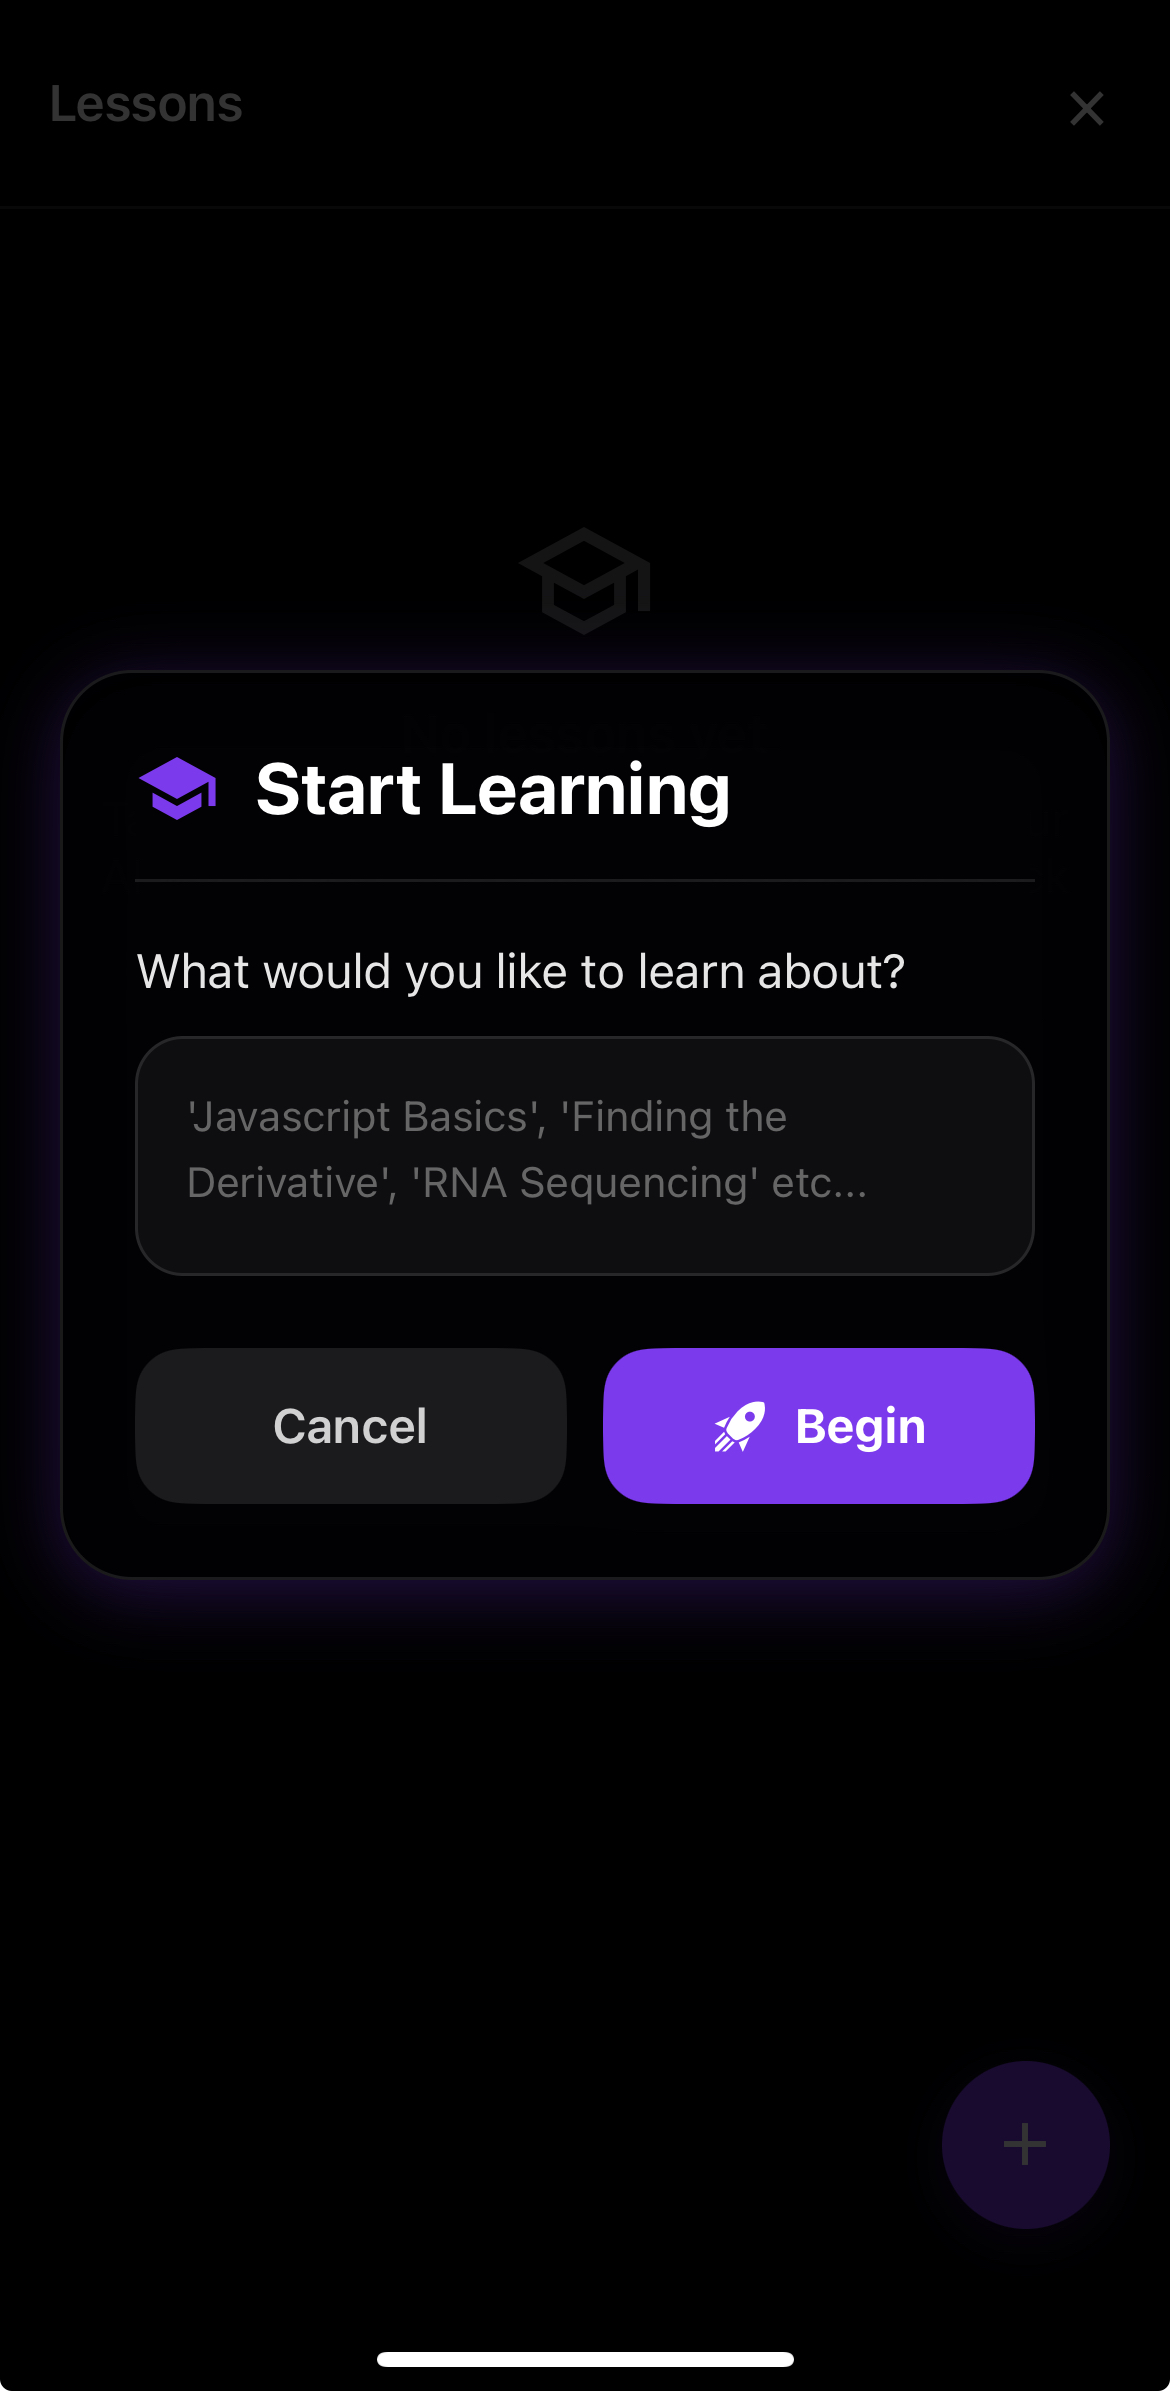 Lessons
Start Learning
What would you like to learn about?
'Javascript Basics', 'Finding the
Derivative', 'RNA Sequencing' etc...
Cancel
Begin